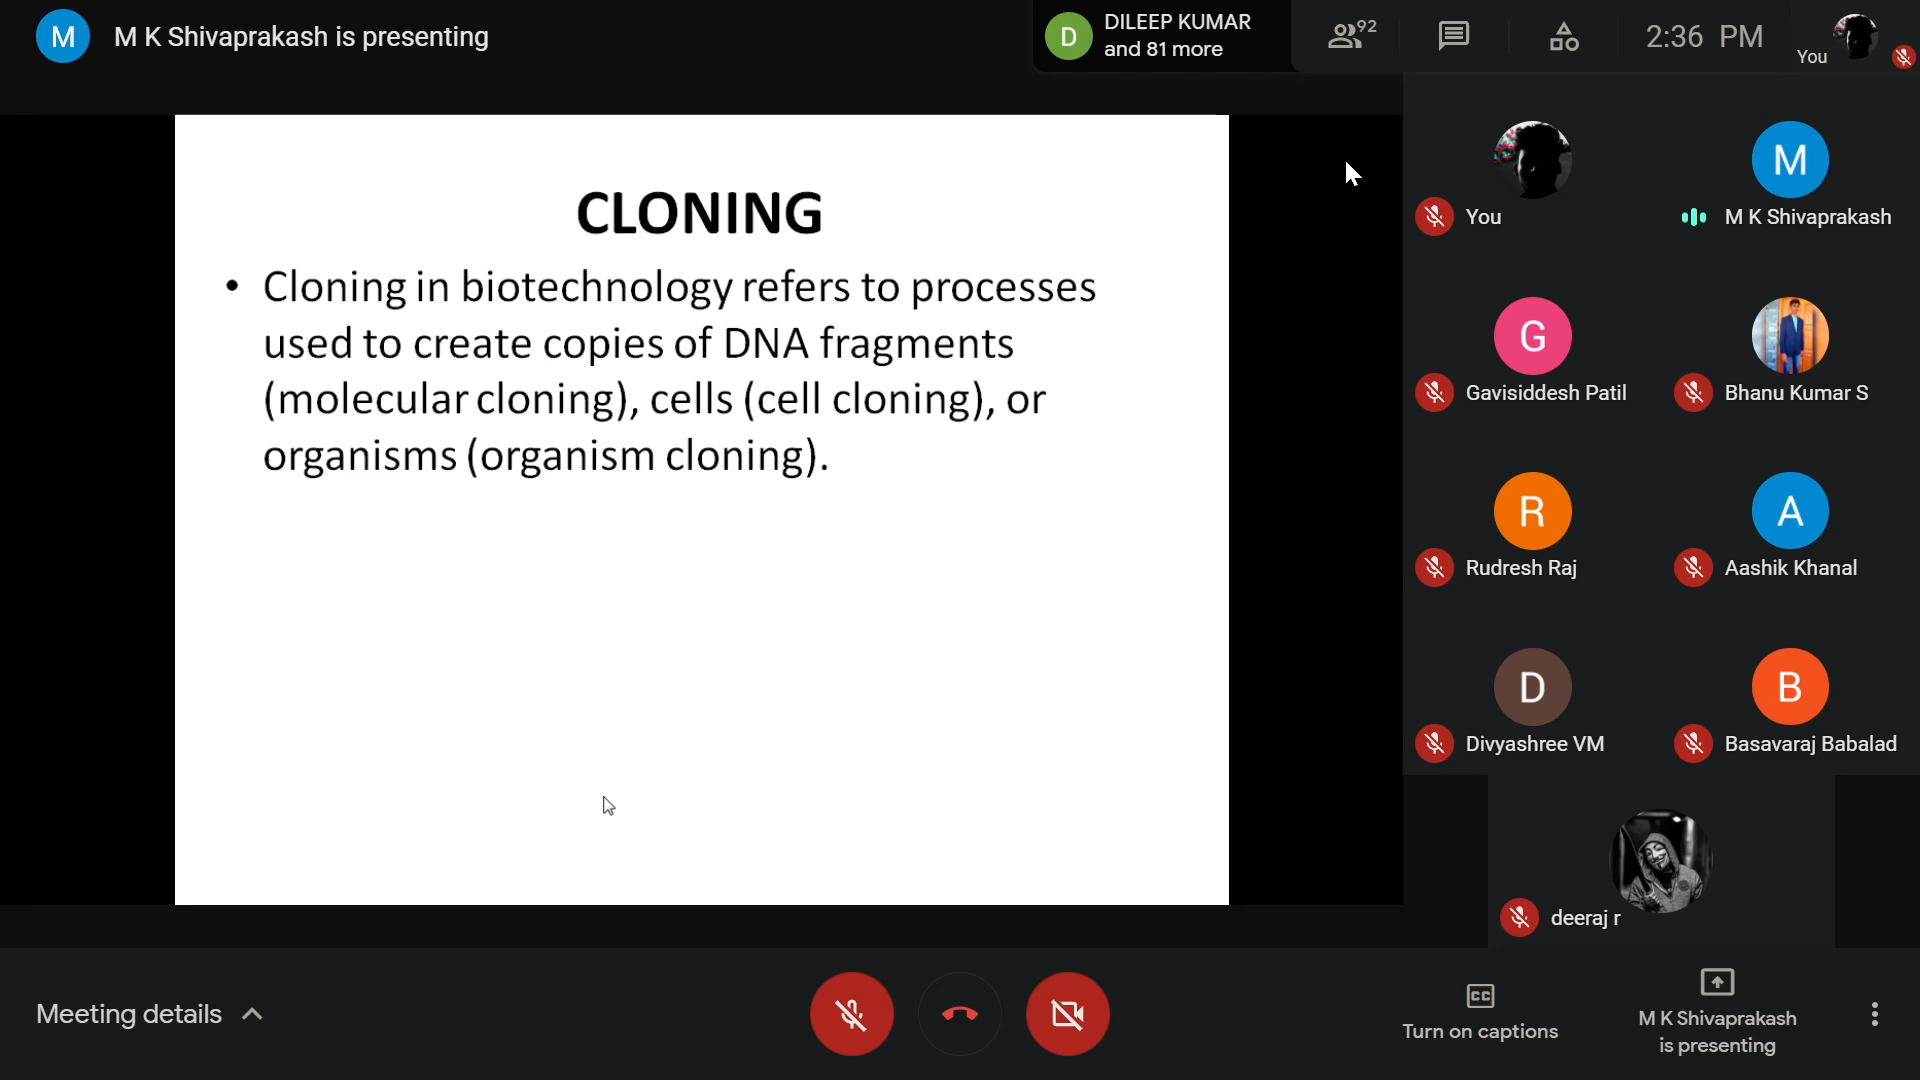 M
M K Shivaprakash is presenting
D
DILEEP KUMAR
and 81 more
92
2:36 PM
You
CLONING
• Cloning in biotechnology refers to processes
used to create copies of DNA fragments
(molecular cloning), cells (cell cloning), or
organisms (organism cloning).
You
M
M K Shivaprakash
G
Gavisiddesh Patil
Bhanu Kumar S
R
Rudresh Raj
A
Aashik Khanal
D
Divyashree VM
B
Basavaraj Babalad
deeraj r
Meeting details
CC
Turn on captions
M K Shivaprakash
is presenting